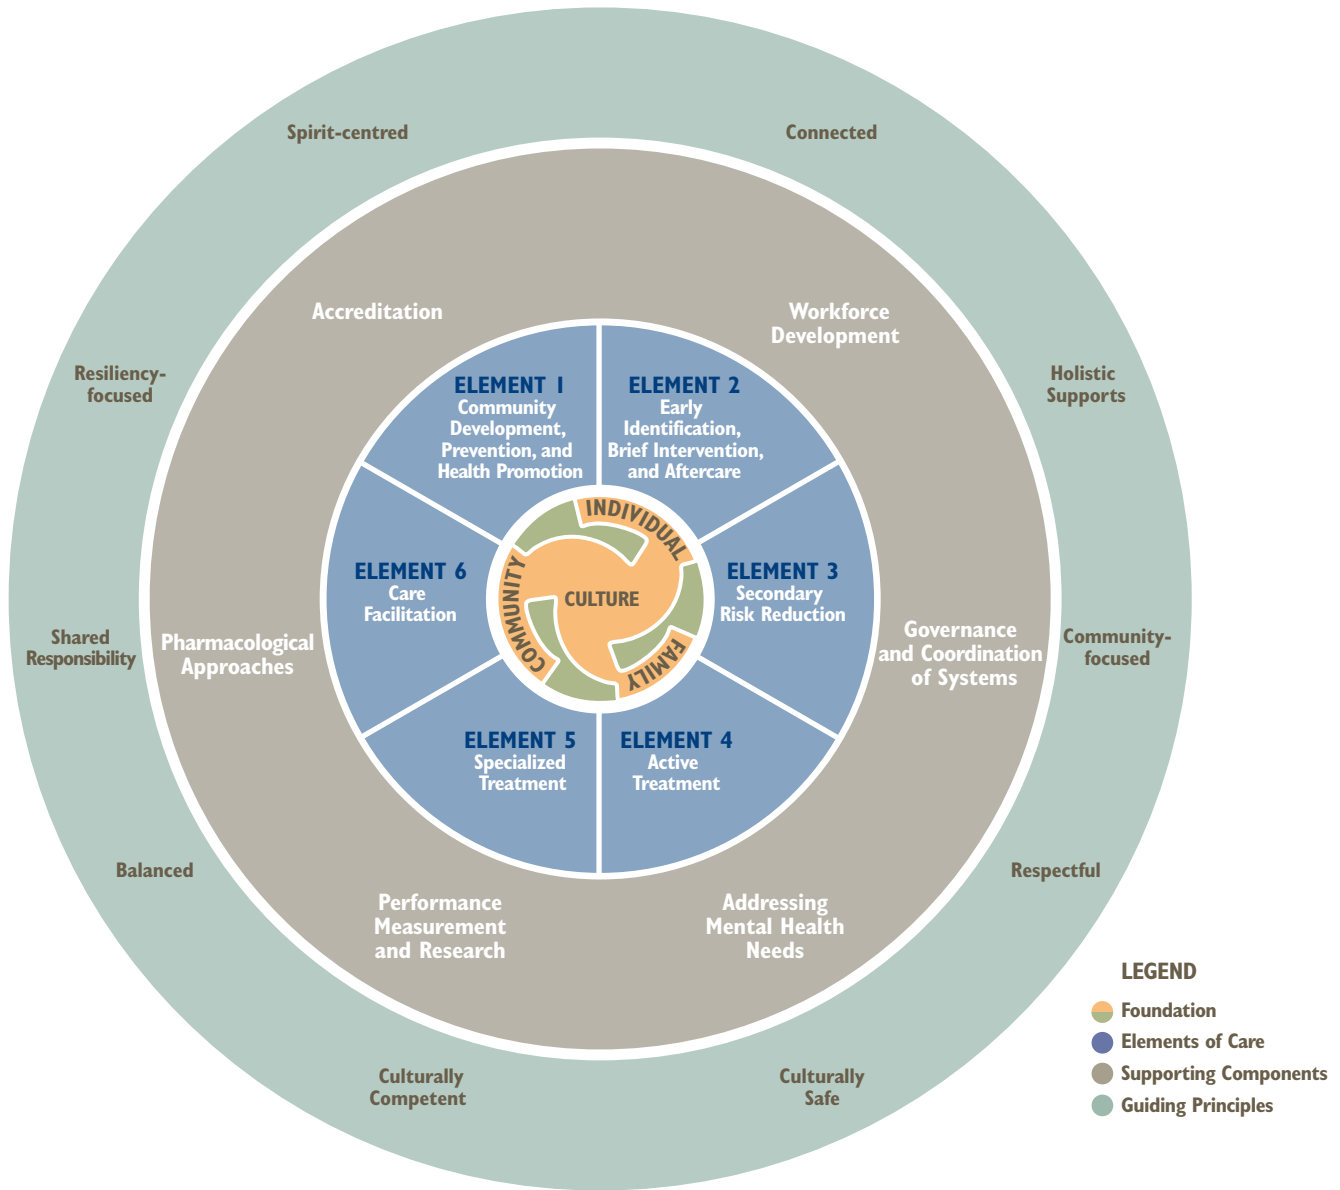 Spirit-centred
Connected
Accreditation
Workforce
Development
Resiliency-
focused
Holistic
Supports
ELEMENT 1
Community
Development,
Prevention, and
Health Promotion
ELEMENT 2
Early
Identification,
Brief Intervention,
and Aftercare
INDIVIDUAL
COMMUNITY
CULTURE
FAMILY
ELEMENT 6
Care
Facilitation
ELEMENT 3
Secondary
Risk Reduction
Shared
Responsibility
Pharmacological
Approaches
Governance
and Coordination
of Systems
Community-
focused
ELEMENT 5
Specialized
Treatment
ELEMENT 4
Active
Treatment
Balanced
Respectful
Performance
Measurement
and Research
Addressing
Mental Health
Needs
Culturally
Competent
Culturally
Safe
LEGEND
Foundation
Elements of Care
Supporting Components
Guiding Principles